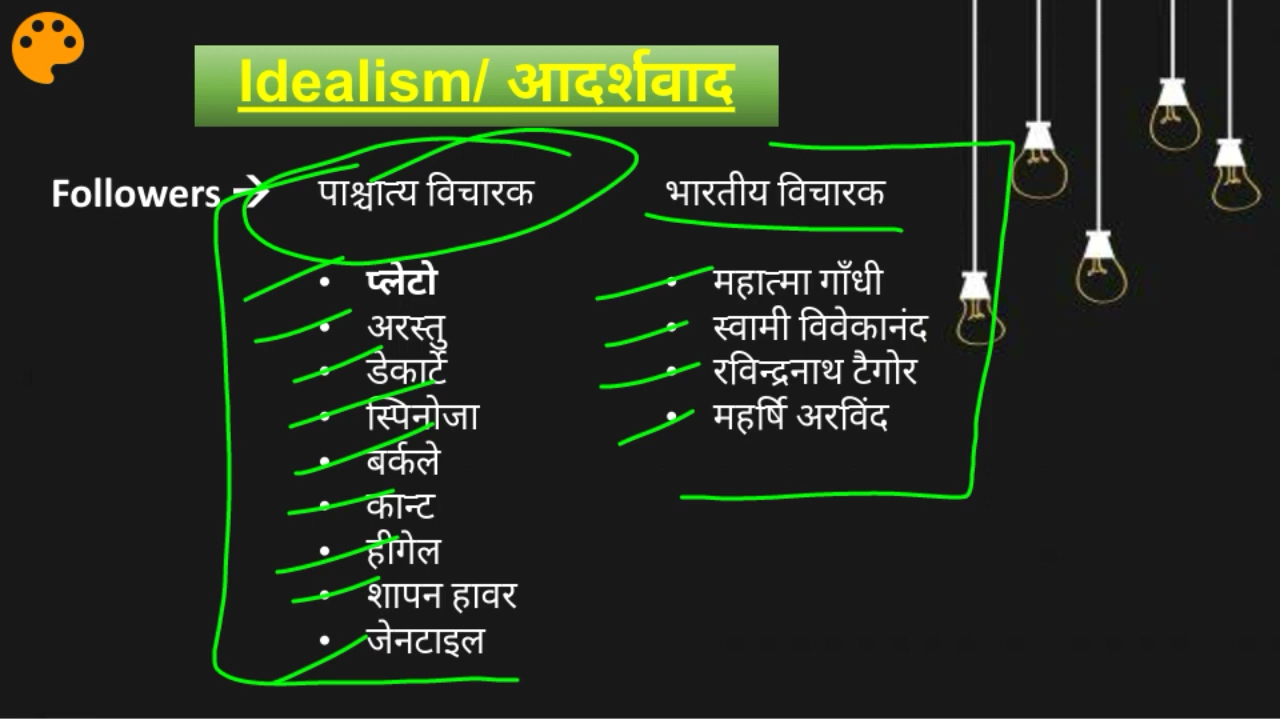 Idealism/ आदर्शवाद
Followers → पाश्चात्य विचारक भारतीय विचारक
• प्लेटो
• अरस्तु
• डेकार्टे
• स्पिनोजा
• बर्कले
• कान्ट
• हीगेल
• शापन हावर
• जेनटाइल
• महात्मा गाँधी
• स्वामी विवेकानंद
• रविन्द्रनाथ टैगोर
• महर्षि अरविंद